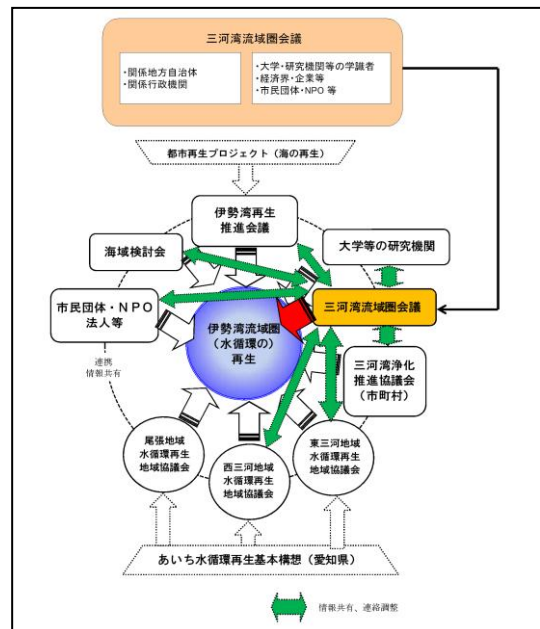 三河湾流域圏会議
・関係地方自治体
・関係行政機関
・大学・研究機関等の学識者
・経済界・企業等
・市民団体・NPO 等
都市再生プロジェクト（海の再生）
伊勢湾再生
推進会議
海域検討会
大学等の研究機関
市民団体・ＮＰＯ
法人等
三河湾流域圏会議
伊勢湾流域圏
（水循環の）
再生
連携
情報共有
三河湾浄化
推進協議会
（市町村）
尾張地域
水循環再生
地域協議会
西三河地域
水循環再生
地域協議会
東三河地域
水循環再生
地域協議会
あいち水循環再生基本構想（愛知県）
情報共有、連絡調整